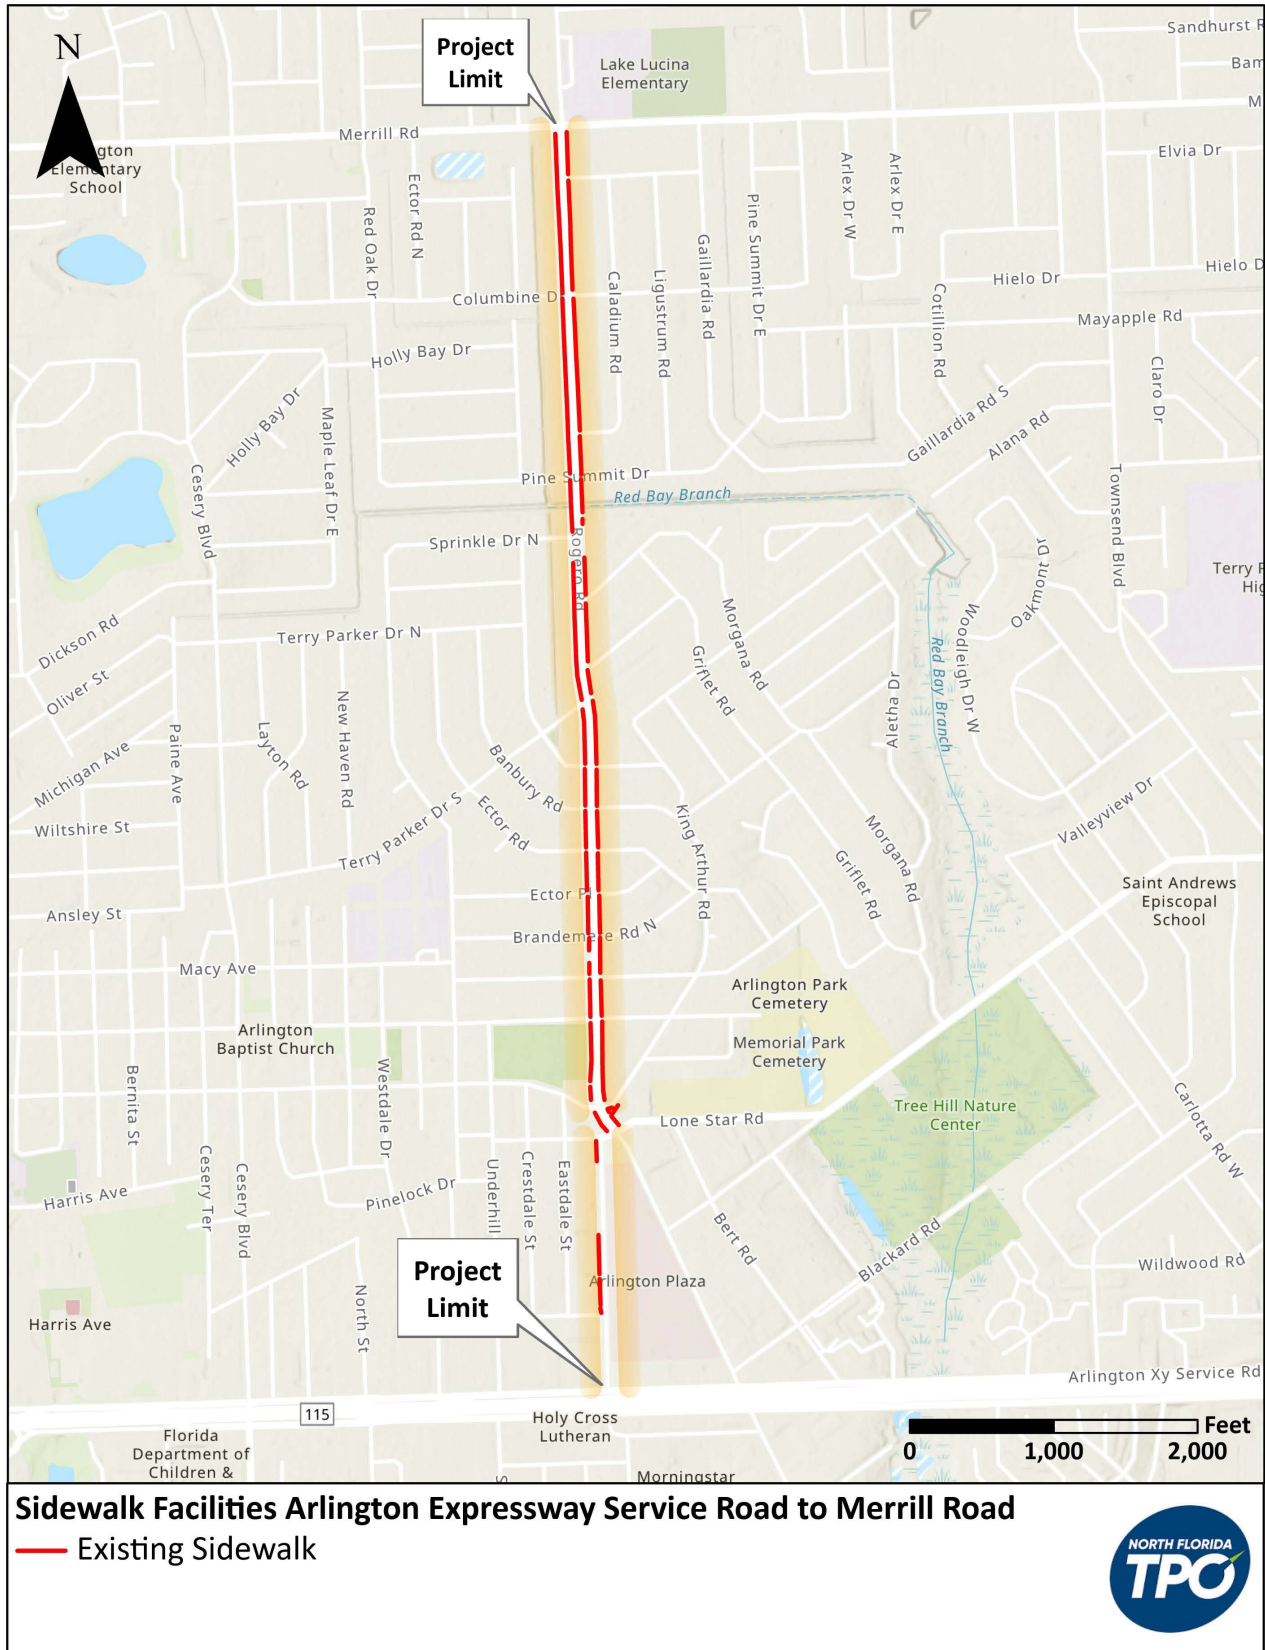 N
Project
Limit
Lake Lucina
Elementary
Sandhurst R
Bam
M
Merrill Rd
gton
Elementary
School
Elvia Dr
Ector Rd N
Red Oak Dr
Arlex Dr W
Arlex Dr E
Pine Summit Dr E
Gaillardia Rd
Ligustrum Rd
Caladium Rd
Columbine D
Hielo Dr
Hielo D
Cotillion Rd
Mayapple Rd
Holly Bay Dr
Claro Dr
Holly Bay Dr
Maple Leaf Dr E
Gaillardia Rd S
Alana Rd
Cesery Blvd
Pine Summit Dr
Red Bay Branch
Townsend Blvd
Sprinkle Dr N
Rogero Rd
Oakmont Dr
Terry P
Hig
Dickson Rd
Terry Parker Dr N
Morgana Rd
Griflet Rd
Woodleigh Dr W
Red Bay Branch
Oliver St
Aletha Dr
New Haven Rd
Layton Rd
Paine Ave
Michigan Ave
Banbury Rd
Ector Rd
Terry Parker Dr S
Wiltshire St
King Arthur Rd
Morgana Rd
Griflet Rd
Valleyview Dr
Saint Andrews
Episcopal
School
Ector Pl
Ansley St
Brandemere Rd N
Macy Ave
Arlington Park
Cemetery
Arlington
Baptist Church
Memorial Park
Cemetery
Bernita St
Westdale Dr
Tree Hill Nature
Center
Lone Star Rd
Carlotta Rd W
Cesery Ter
Cesery Blvd
Harris Ave
Pinelock Dr
Underhill
Crestdale St
Eastdale St
Bert Rd
Blackard Rd
Wildwood Rd
Project
Limit
Arlington Plaza
North St
Harris Ave
Arlington Xy Service Rd
115
Holy Cross
Lutheran
Florida
Department of
Children &
S
Morningstar
Feet
0
1,000
2,000
Sidewalk Facilities Arlington Expressway Service Road to Merrill Road
Existing Sidewalk
NORTH FLORIDA
TPO